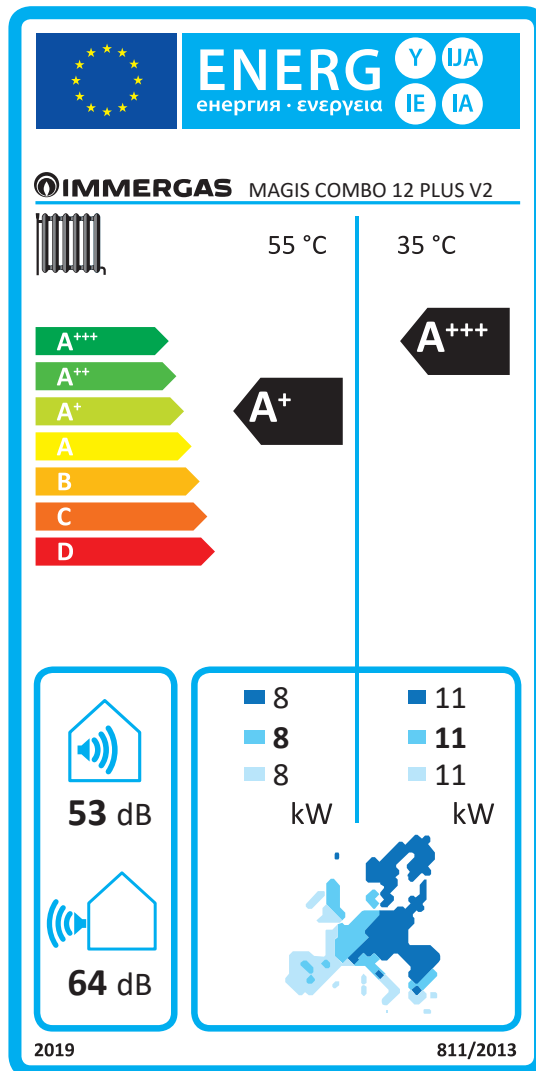 ENERG Y IJA
енергия · ενεργεια IE IA
IMMERGAS MAGIS COMBO 12 PLUS V2
55 °C 35 °C
A+++
A+++
A++
A+
A+
A
B
C
D
8 11
8 11
8 11
kW kW
53 dB
64 dB
2019 811/2013